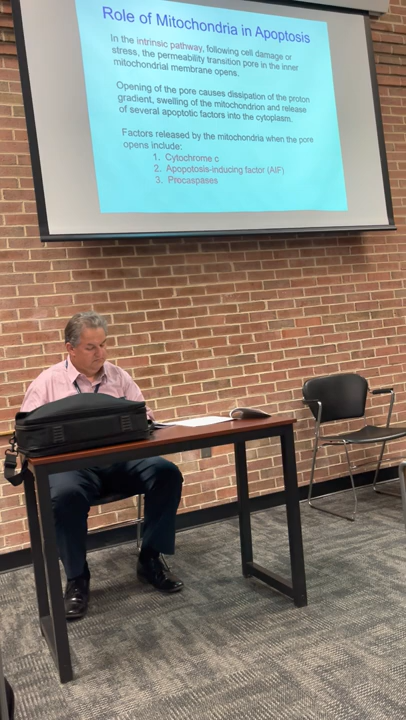 Role of Mitochondria in Apoptosis
In the intrinsic pathway, following cell damage or
stress, the permeability transition pore in the inner
mitochondrial membrane opens.
Opening of the pore causes dissipation of the proton
gradient, swelling of the mitochondrion and release
of several apoptotic factors into the cytoplasm.
Factors released by the mitochondria when the pore
opens include:
1. Cytochrome c
2. Apopotosis-inducing factor (AIF)
3. Procaspases